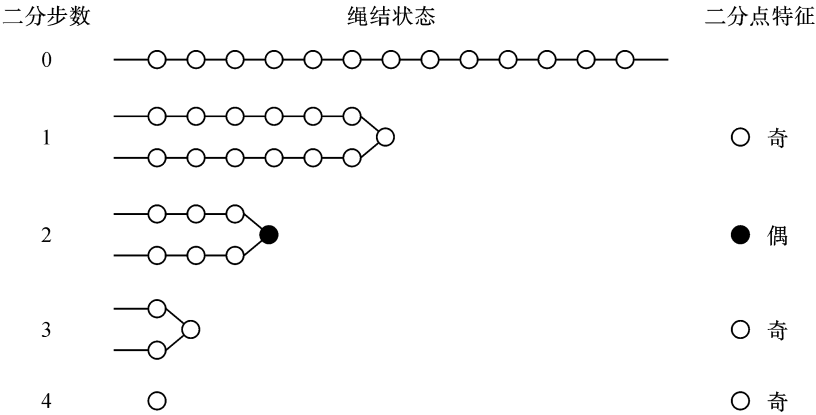 二分步数 绳结状态 二分点特征
0
1 奇
2 偶
3 奇
4 奇